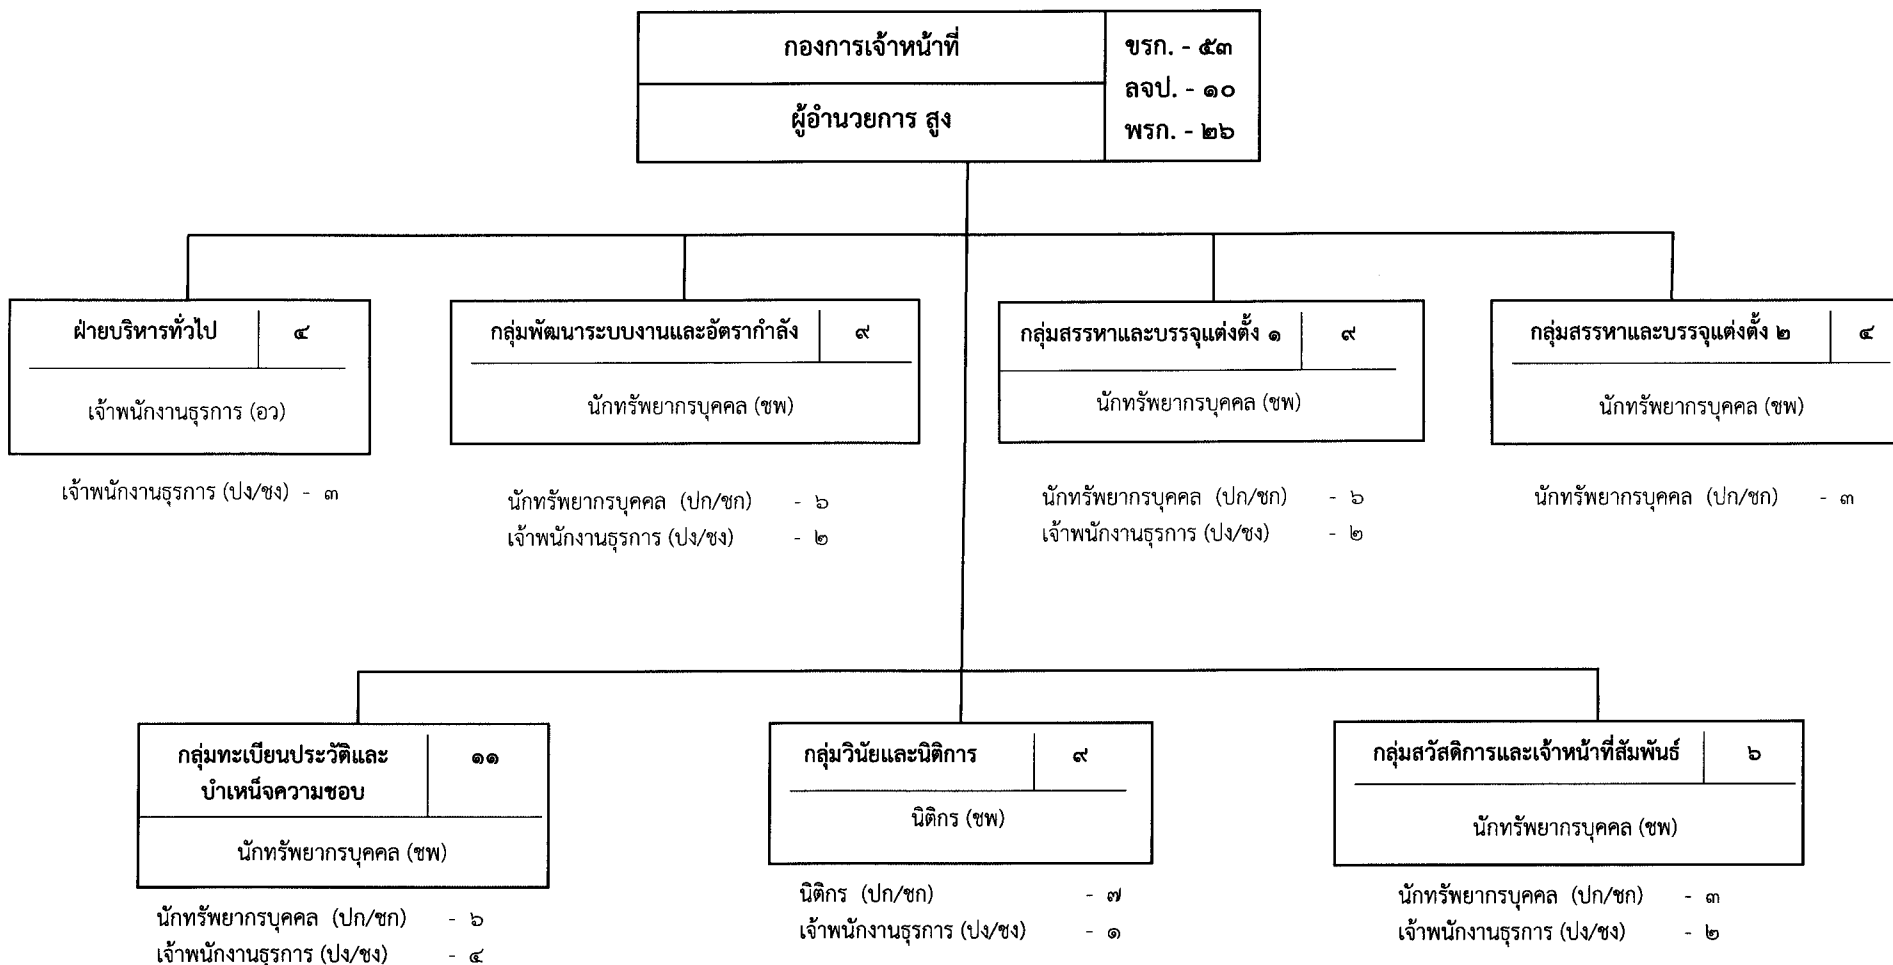 กองการเจ้าหน้าที่
ผู้อำนวยการ สูง
ขรก. - ๕๓
ลจป. - ๑๐
พรก. - ๒๖
ฝ่ายบริหารทั่วไป ๔
เจ้าพนักงานธุรการ (อว)
เจ้าพนักงานธุรการ (ปง/ชง) - ๓
กลุ่มพัฒนาระบบงานและอัตรากำลัง ๙
นักทรัพยากรบุคคล (ชพ)
นักทรัพยากรบุคคล (ปก/ชก) - ๖
เจ้าพนักงานธุรการ (ปง/ชง) - ๒
กลุ่มสรรหาและบรรจุแต่งตั้ง ๑ ๙
นักทรัพยากรบุคคล (ชพ)
นักทรัพยากรบุคคล (ปก/ชก) - ๖
เจ้าพนักงานธุรการ (ปง/ชง) - ๒
กลุ่มสรรหาและบรรจุแต่งตั้ง ๒ ๔
นักทรัพยากรบุคคล (ชพ)
นักทรัพยากรบุคคล (ปก/ชก) - ๓
กลุ่มทะเบียนประวัติและ ๑๑
บำเหน็จความชอบ
นักทรัพยากรบุคคล (ชพ)
นักทรัพยากรบุคคล (ปก/ชก) - ๖
เจ้าพนักงานธุรการ (ปง/ชง) - ๔
กลุ่มวินัยและนิติการ ๙
นิติกร (ชพ)
นิติกร (ปก/ชก) - ๗
เจ้าพนักงานธุรการ (ปง/ชง) - ๑
กลุ่มสวัสดิการและเจ้าหน้าที่สัมพันธ์ ๖
นักทรัพยากรบุคคล (ชพ)
นักทรัพยากรบุคคล (ปก/ชก) - ๓
เจ้าพนักงานธุรการ (ปง/ชง) - ๒